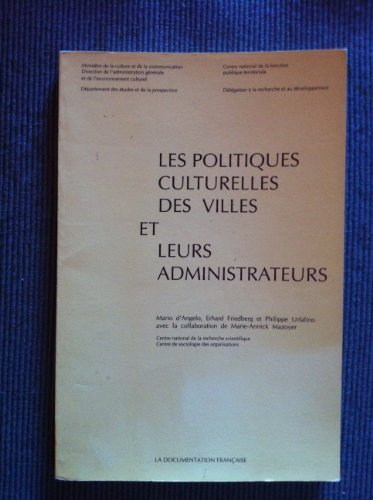 Ministère de la culture et de la communication
Direction de l'administration générale
et de l'environnement culturel
Département des études et de la prospective
Centre national de la fonction
publique territoriale
Délégation à la recherche et au développement
LES POLITIQUES
CULTURELLES
DES VILLES
ET
LEURS
ADMINISTRATEURS
Mario d'Angelo, Erhard Friedberg et Philippe Urfalino
avec la collaboration de Marie-Annick Mazoyer
Centre national de la recherche scientifique
Centre de sociologie des organisations
LA DOCUMENTATION FRANÇAISE